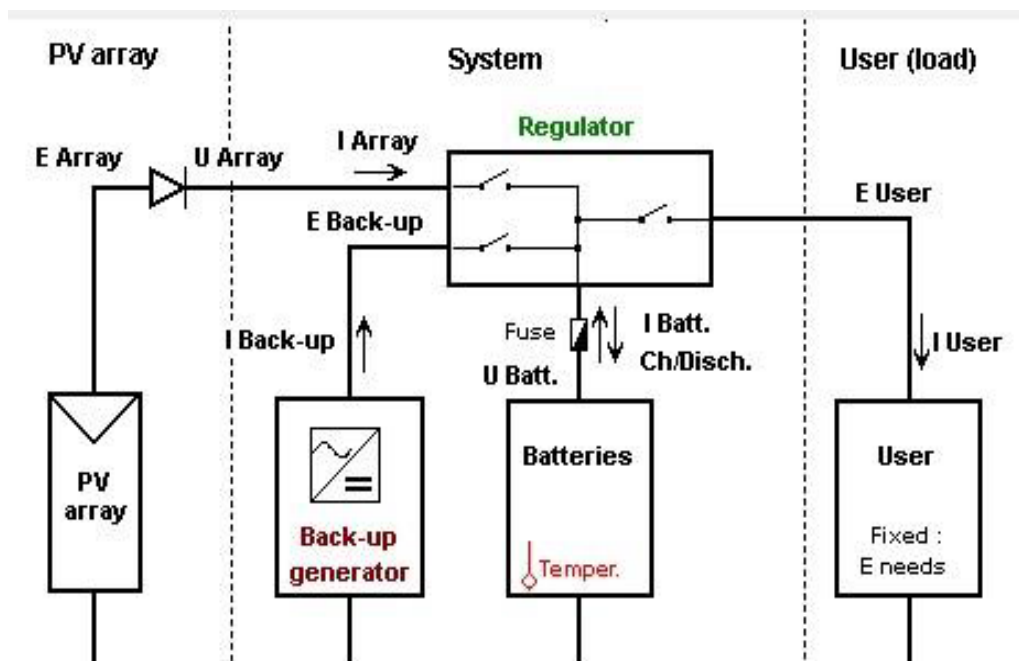 PV array
System
User (load)
Regulator
I Array
E Array
U Array
E Back-up
E User
I Back-up
Fuse
I Batt.
Ch/Disch.
U Batt.
I User
PV
array
Back-up
generator
Batteries
Temper.
User
Fixed :
E needs